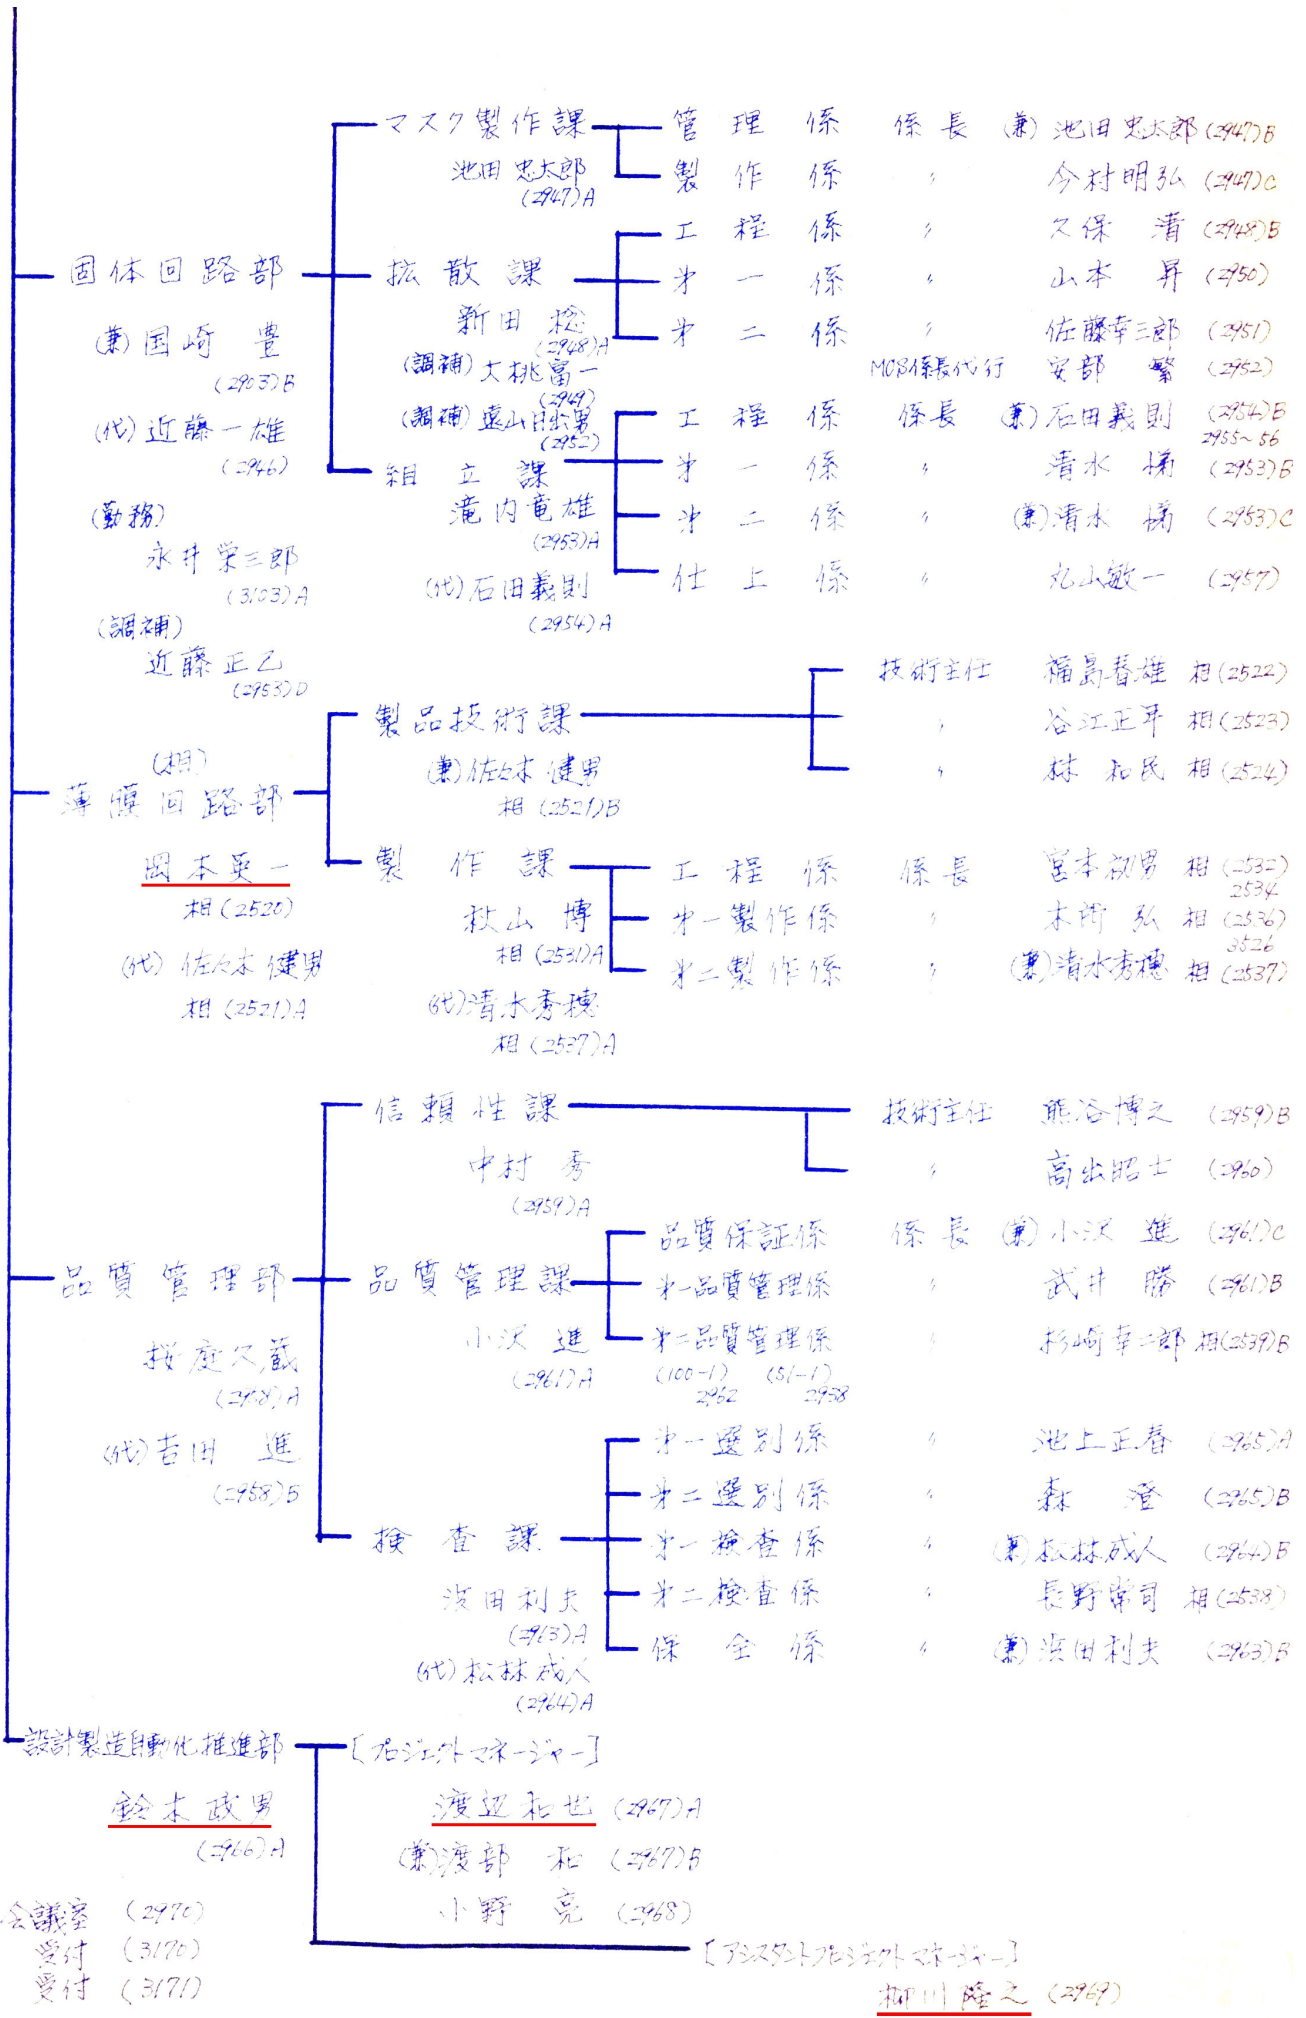 マスク製作課 管理係 係長 (兼)池田忠太郎 (2947)B
池田忠太郎 製作係 〃 今村明弘 (2947)C
(2947)A
工程係 〃 久保 清 (2948)B
固体回路部 拡散課 第一係 〃 山本 昇 (2950)
新田 稔
(2948)A
(兼)国崎 豊 第二係 〃 佐藤幸三郎 (2951)
(2903)B (調補)大桃富一 MOS係長代行 安部 繁 (2952)
(2949)
(代)近藤一雄 (調補)遠山日出男 工程係 係長 (兼)石田義則 (2954)B
(2952) 2955~56
(2946) 組立課 第一係 〃 清水 悌 (2953)B
(勤務) 滝内竜雄 第二係 〃 (兼)清水 悌 (2953)C
(2953)A
永井栄三郎 (代)石田義則 仕上係 〃 丸山敏一 (2957)
(3103)A (2954)A
(調補)
近藤正乙 技術主任 福島春雄 相(2522)
(2953)D
製品技術課 〃 谷江正昇 相(2523)
(相) (兼)佐々木健男 〃 林 和民 相(2524)
薄膜回路部 相(2521)B
岡本英一 製作課 工程係 係長 宮本初男 相(2532)
2534
相(2520) 秋山 博 第一製作係 〃 本所 弘 相(2536)
相(2531)A 3526
(代)佐々木健男 第二製作係 〃 (兼)清水秀穂 相(2537)
相(2521)A (代)清水秀穂
相(2537)A
信頼性課 技術主任 熊谷博之 (2959)B
中村 秀 〃 高出昭士 (2960)
(2959)A
品質保証係 係長 (兼)小沢 進 (2961)C
品質管理部 品質管理課 第一品質管理係 〃 武井 勝 (2961)B
桜庭久蔵 小沢 進 第二品質管理係 〃 杉崎幸二郎 相(2539)B
(2958)A (2961)A (100-1) (51-1)
2962 2938
(代)吉田 進 第一選別係 〃 池上正春 (2965)A
(2958)B 第二選別係 〃 森 澄 (2965)B
検査課 第一検査係 〃 (兼)松林成人 (2964)B
浜田利夫 第二検査係 〃 長野常司 相(2538)
(2963)A
(代)松林成人 保全係 〃 (兼)浜田利夫 (2963)B
(2964)A
設計製造自動化推進部 [プロジェクトマネージャー]
鈴木政男 渡辺和也 (2967)A
(2966)A (兼)渡部 和 (2967)B
会議室 (2970) 小野 亮 (2968)
受付 (3170) [アシスタントプロジェクトマネージャー]
受付 (3171) 柳川隆之 (2969)